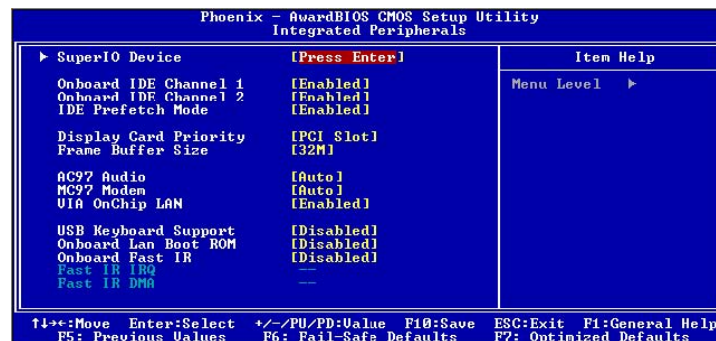 Phoenix - AwardBIOS CMOS Setup Utility
Integrated Peripherals
▶ SuperIO Device [Press Enter]
Item Help
Onboard IDE Channel 1 [Enabled]
Menu Level ▶
Onboard IDE Channel 2 [Enabled]
IDE Prefetch Mode [Enabled]
Display Card Priority [PCI Slot]
Frame Buffer Size [32M]
AC97 Audio [Auto]
MC97 Modem [Auto]
VIA OnChip LAN [Enabled]
USB Keyboard Support [Disabled]
Onboard Lan Boot ROM [Disabled]
Onboard Fast IR [Disabled]
Fast IR IRQ --
Fast IR DMA --
↑↓→←:Move Enter:Select +/-/PU/PD:Value F10:Save ESC:Exit F1:General Help
F5: Previous Values F6: Fail-Safe Defaults F7: Optimized Defaults